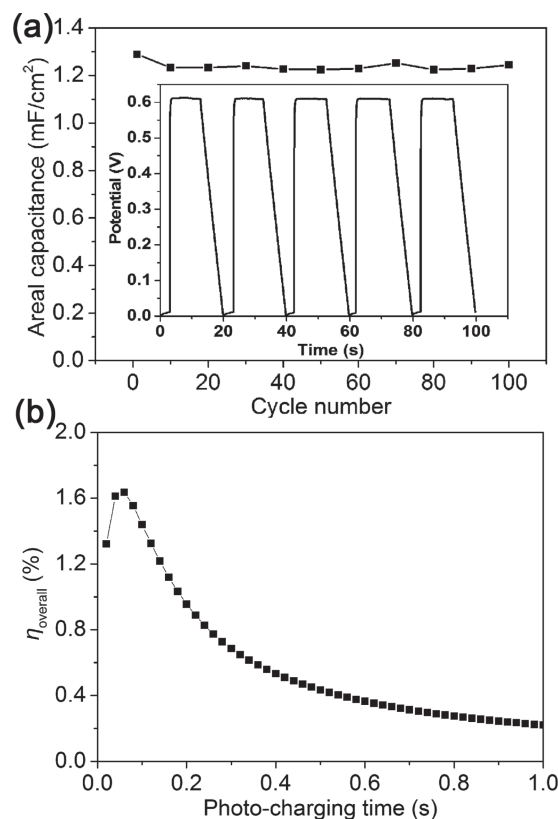 (a)
Areal capacitance (mF/cm²)
1.4
1.2
1.0
0.8
0.6
0.4
0.2
0.0
Potential (V)
0.6
0.5
0.4
0.3
0.2
0.1
0.0
0 20 40 60 80 100
Time (s)
0 20 40 60 80 100
Cycle number
(b)
ηoverall (%)
2.0
1.6
1.2
0.8
0.4
0.0
0.0 0.2 0.4 0.6 0.8 1.0
Photo-charging time (s)